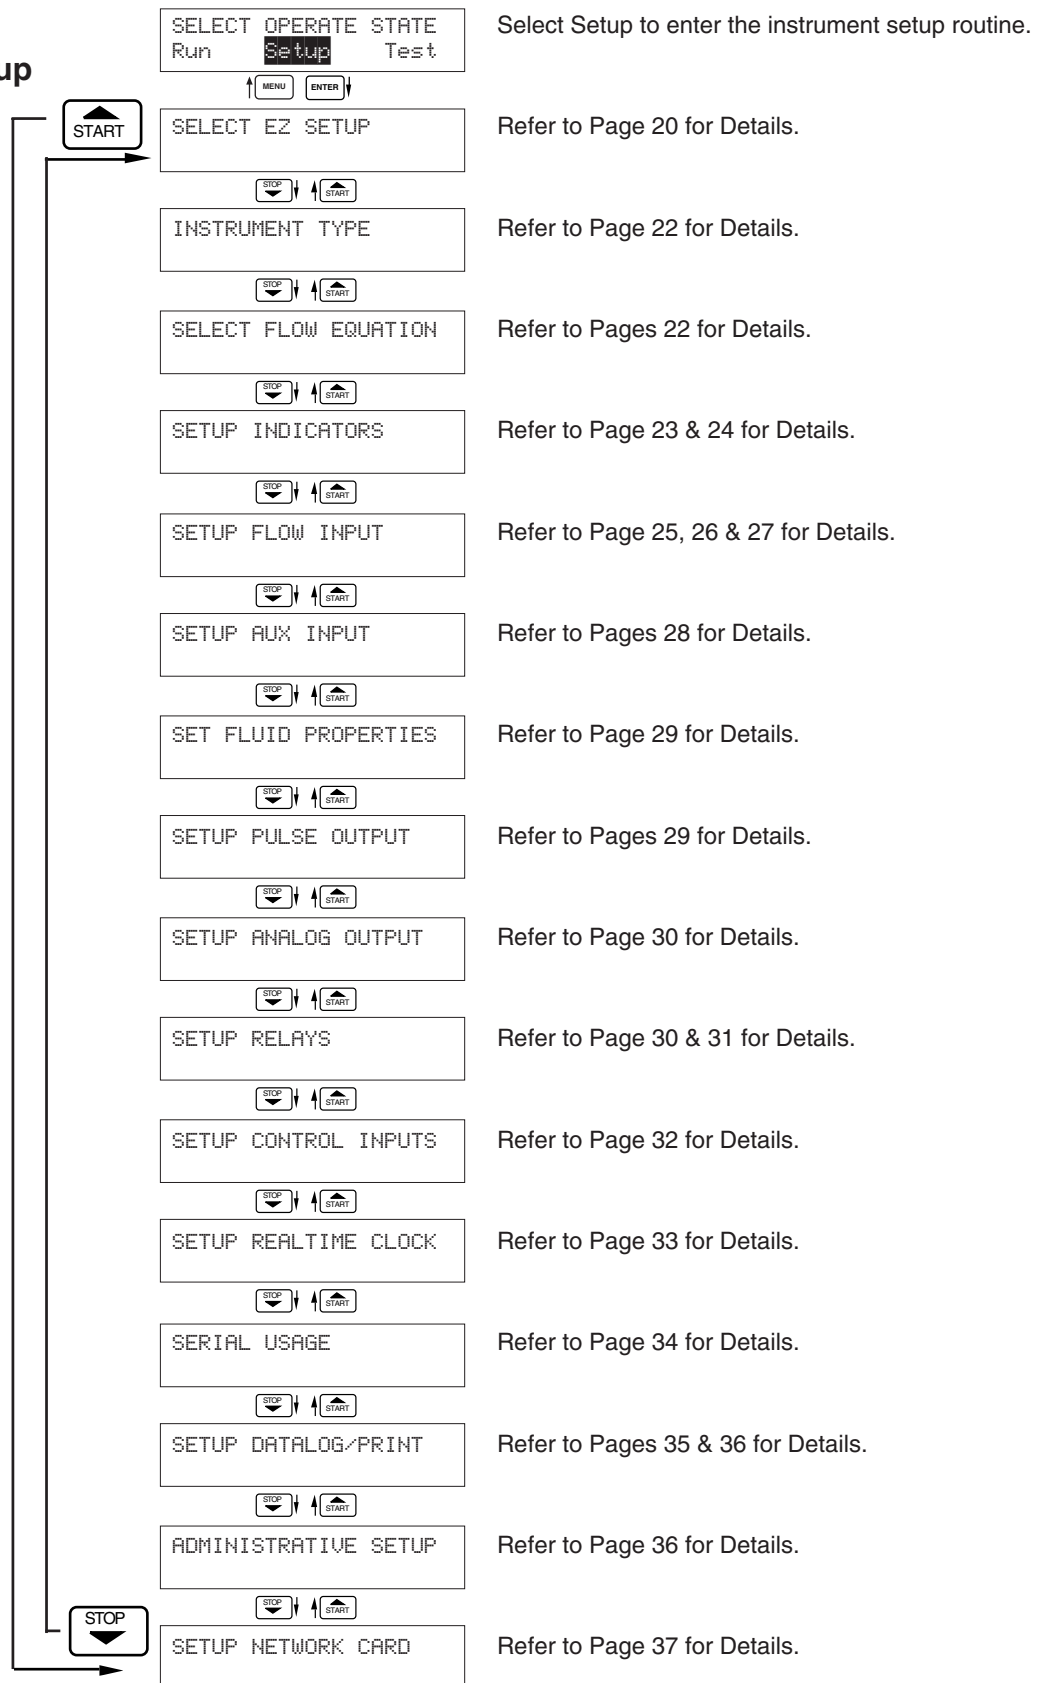 SELECT OPERATE STATE
Run Setup Test
Select Setup to enter the instrument setup routine.
up
MENU ENTER
START
SELECT EZ SETUP
Refer to Page 20 for Details.
STOP START
INSTRUMENT TYPE
Refer to Page 22 for Details.
STOP START
SELECT FLOW EQUATION
Refer to Pages 22 for Details.
STOP START
SETUP INDICATORS
Refer to Page 23 & 24 for Details.
STOP START
SETUP FLOW INPUT
Refer to Page 25, 26 & 27 for Details.
STOP START
SETUP AUX INPUT
Refer to Pages 28 for Details.
STOP START
SET FLUID PROPERTIES
Refer to Page 29 for Details.
STOP START
SETUP PULSE OUTPUT
Refer to Pages 29 for Details.
STOP START
SETUP ANALOG OUTPUT
Refer to Page 30 for Details.
STOP START
SETUP RELAYS
Refer to Page 30 & 31 for Details.
STOP START
SETUP CONTROL INPUTS
Refer to Page 32 for Details.
STOP START
SETUP REALTIME CLOCK
Refer to Page 33 for Details.
STOP START
SERIAL USAGE
Refer to Page 34 for Details.
STOP START
SETUP DATALOG/PRINT
Refer to Pages 35 & 36 for Details.
STOP START
ADMINISTRATIVE SETUP
Refer to Page 36 for Details.
STOP START
STOP
SETUP NETWORK CARD
Refer to Page 37 for Details.